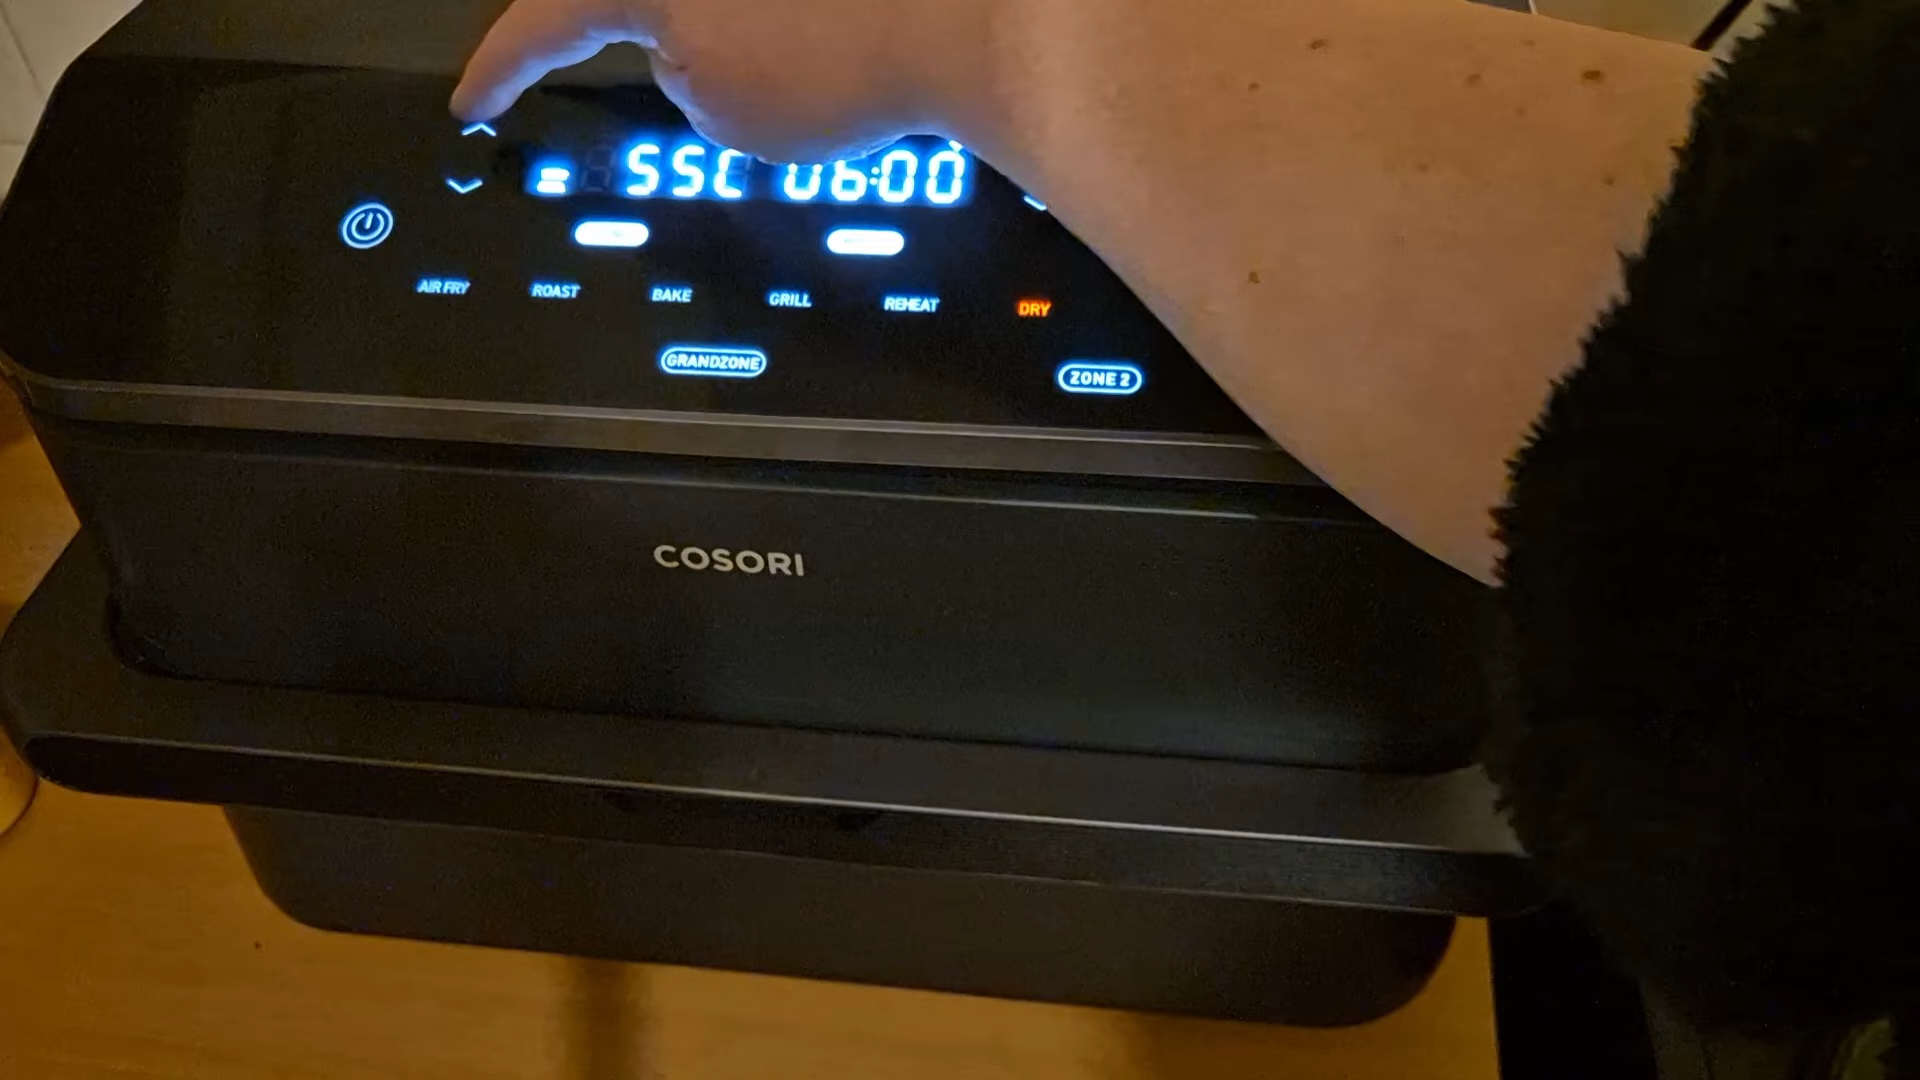 55C 06:00
AIR FRY ROAST BAKE GRILL REHEAT DRY
GRANDZONE ZONE 2
COSORI